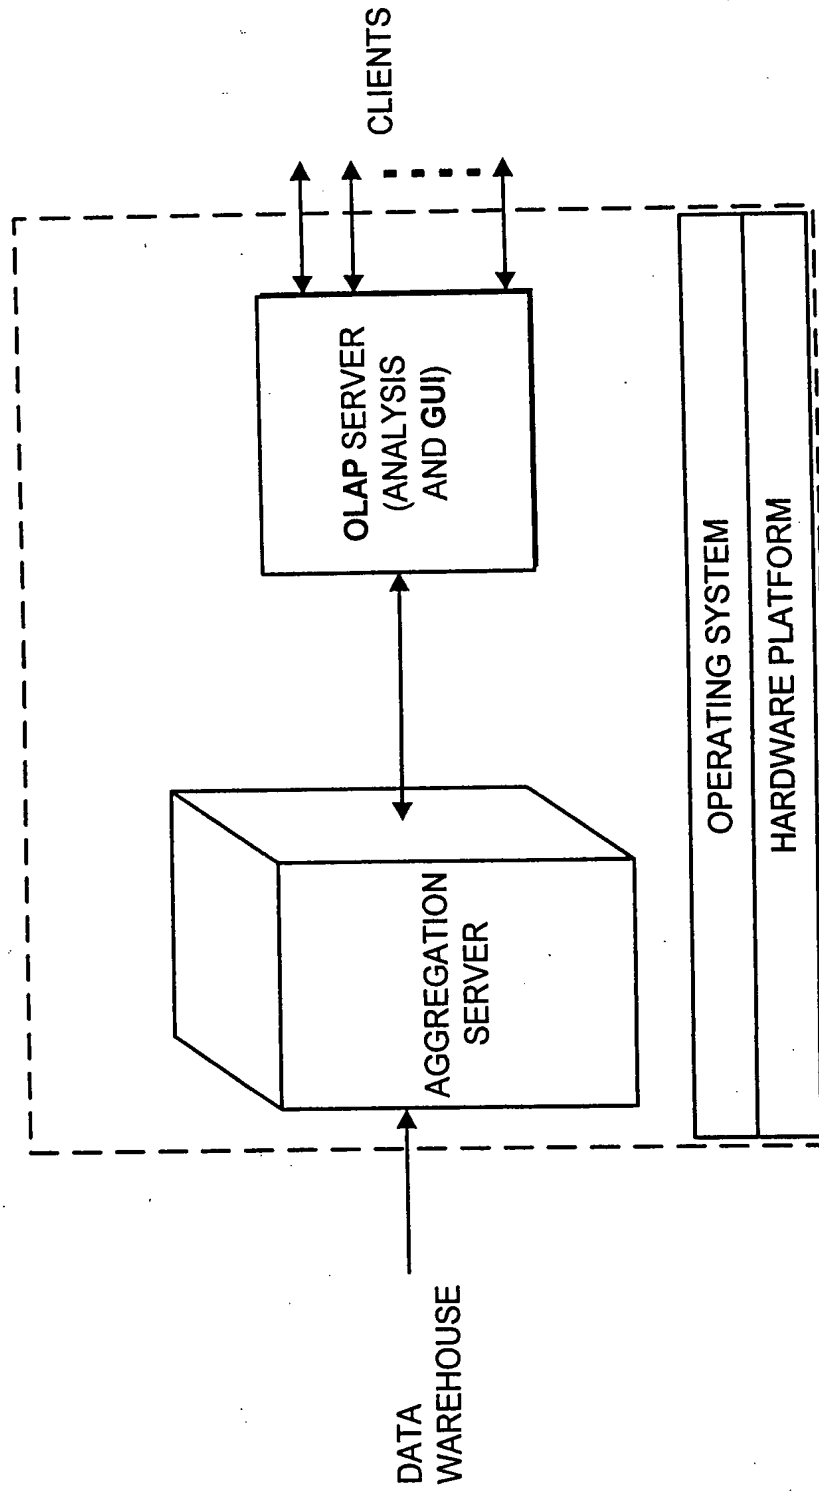 DATA
WAREHOUSE
AGGREGATION
SERVER
OLAP SERVER
(ANALYSIS
AND GUI)
CLIENTS
OPERATING SYSTEM
HARDWARE PLATFORM